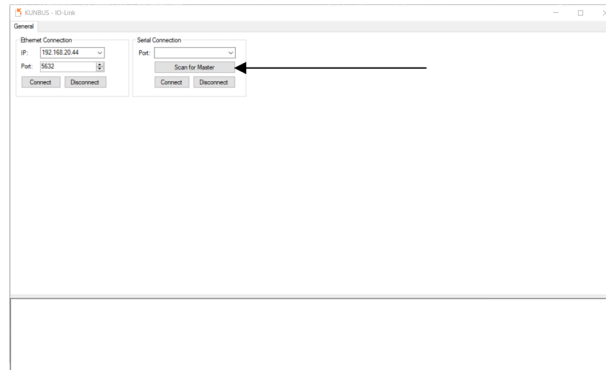 KUNBUS - IO-Link
General
Ethernet Connection
IP: 192.168.20.44
Port: 5632
Connect Disconnect
Serial Connection
Port:
Scan for Master
Connect Disconnect